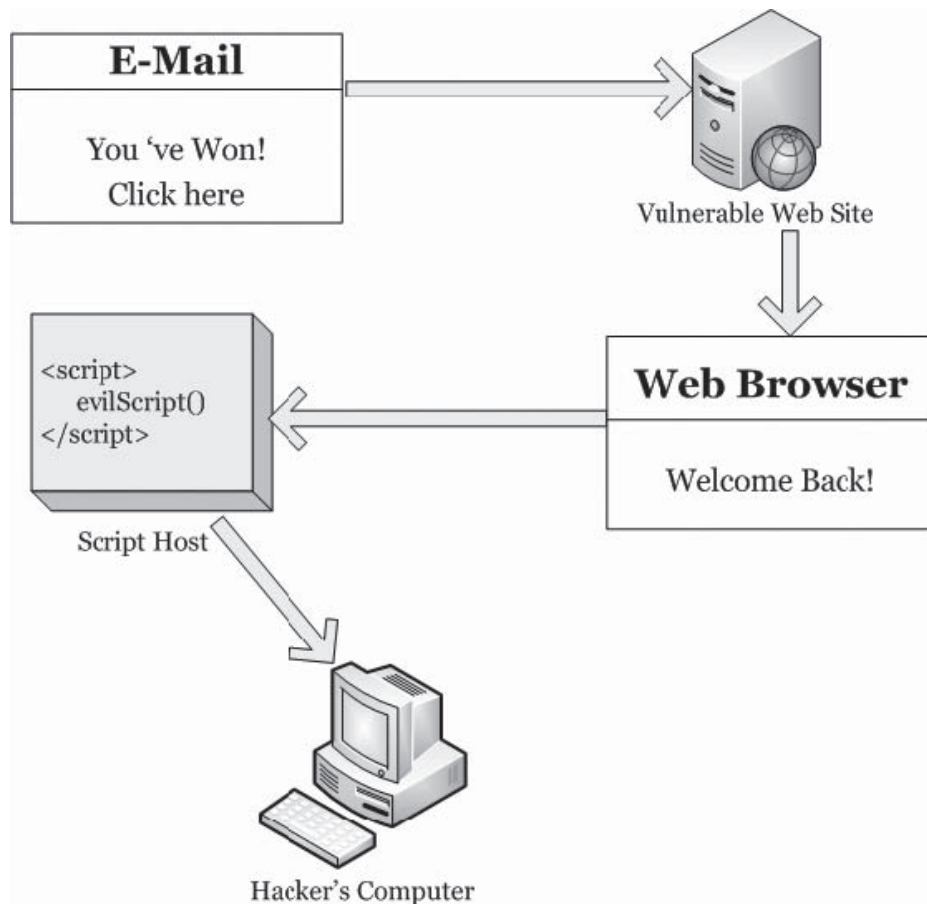 E-Mail
You ‘ve Won!
Click here
Vulnerable Web Site
<script>
evilScript()
</script>
Script Host
Web Browser
Welcome Back!
Hacker’s Computer